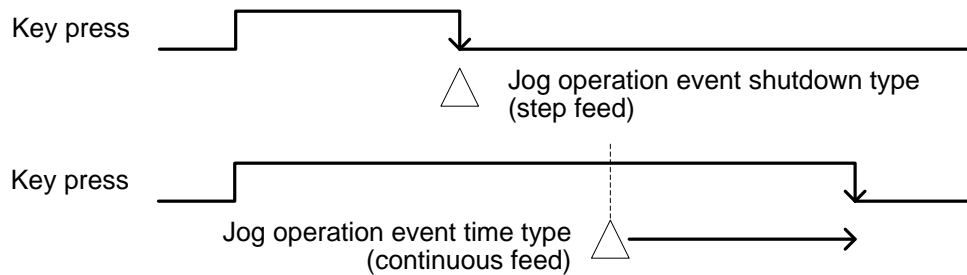 Key press
Jog operation event shutdown type
(step feed)
Key press
Jog operation event time type
(continuous feed)